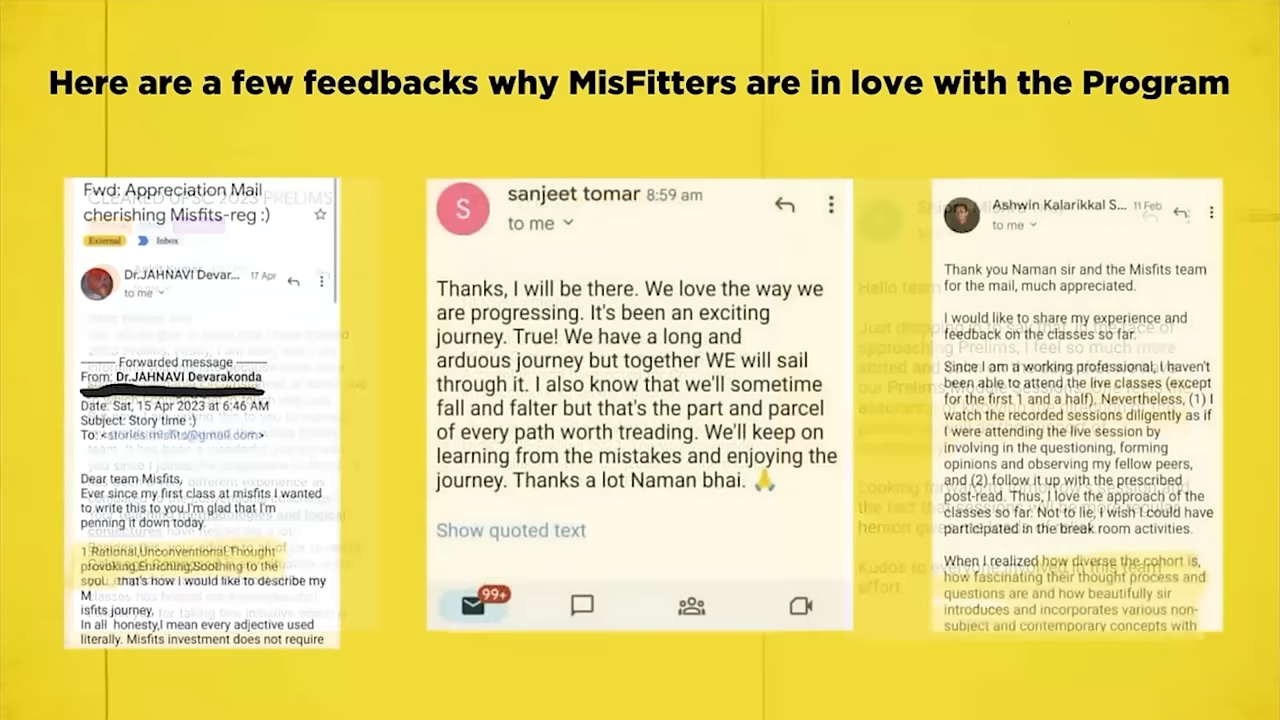 Here are a few feedbacks why MisFitters are in love with the Program
Fwd: Appreciation Mail
cherishing Misfits-reg :)
External
Inbox
Dr.JAHNAVI Devar... 17 Apr
to me
Forwarded message
From: Dr.JAHNAVI Devarakonda
Date: Sat, 15 Apr 2023 at 6:46 AM
Subject: Story time :)
To: <stories.misfits@gmail.com>
Dear team Misfits,
Ever since my first class at misfits I wanted
to write this to you.I'm glad that I'm
penning it down today.
1.Rational,Unconventional,Thought
provoking,Enriching,Soothing to the
soul that's how i would like to describe my
M
isfits journey,
In all honesty,I mean every adjective used
literally. Misfits investment does not require
S
sanjeet tomar 8:59 am
to me
Thanks, I will be there. We love the way we
are progressing. It's been an exciting
journey. True! We have a long and
arduous journey but together WE will sail
through it. I also know that we'll sometime
fall and falter but that's the part and parcel
of every path worth treading. We'll keep on
learning from the mistakes and enjoying the
journey. Thanks a lot Naman bhai. 🙏
Show quoted text
99+
Ashwin Kalarikkal S... 11 Feb
to me
Thank you Naman sir and the Misfits team
for the mail, much appreciated.
I would like to share my experience and
feedback on the classes so far.
Since I am a working professional, I haven't
been able to attend the live classes (except
for the first 1 and a half). Nevertheless, (1) I
watch the recorded sessions diligently as if
I were attending the live session by
involving in the questioning, forming
opinions and observing my fellow peers,
and (2) follow it up with the prescribed
post-read. Thus, I love the approach of the
classes so far. Not to lie, I wish I could have
participated in the break room activities.
When I realized how diverse the cohort is,
how fascinating their thought process and
questions are and how beautifully sir
introduces and incorporates various non-
subject and contemporary concepts with